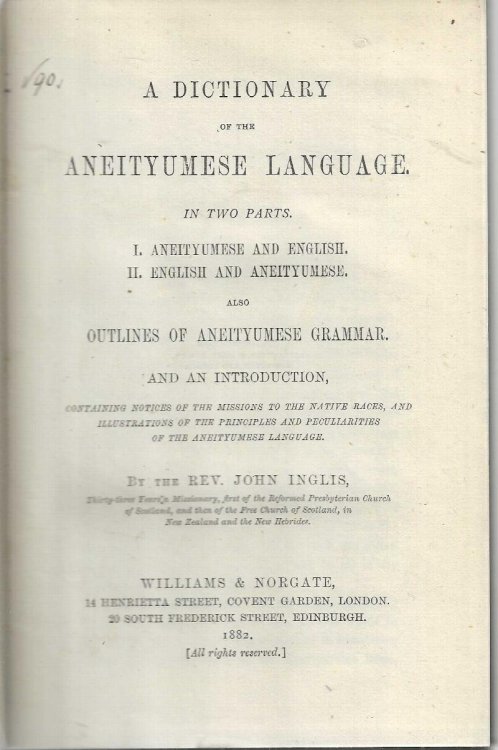 √90.
A DICTIONARY
OF THE
ANEITYUMESE LANGUAGE.
IN TWO PARTS.
I. ANEITYUMESE AND ENGLISH.
II. ENGLISH AND ANEITYUMESE.
ALSO
OUTLINES OF ANEITYUMESE GRAMMAR.
AND AN INTRODUCTION,
CONTAINING NOTICES OF THE MISSIONS TO THE NATIVE RACES, AND
ILLUSTRATIONS OF THE PRINCIPLES AND PECULIARITIES
OF THE ANEITYUMESE LANGUAGE.
BY THE REV. JOHN INGLIS,
Thirty-three Years a Missionary, first of the Reformed Presbyterian Church
of Scotland, and then of the Free Church of Scotland, in
New Zealand and the New Hebrides.
WILLIAMS & NORGATE,
14 HENRIETTA STREET, COVENT GARDEN, LONDON.
20 SOUTH FREDERICK STREET, EDINBURGH.
1882.
[All rights reserved.]